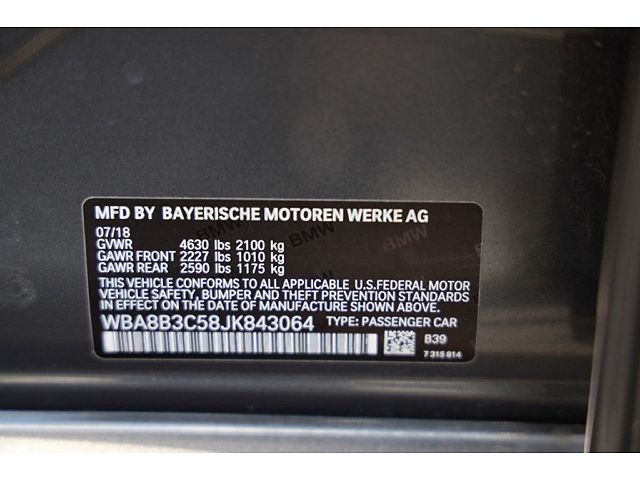 MFD BY BAYERISCHE MOTOREN WERKE AG
07/18
GVWR 4630 lbs 2100 kg
GAWR FRONT 2227 lbs 1010 kg
GAWR REAR 2590 lbs 1175 kg
THIS VEHICLE CONFORMS TO ALL APPLICABLE U.S.FEDERAL MOTOR
VEHICLE SAFETY, BUMPER, AND THEFT PREVENTION STANDARDS
IN EFFECT ON THE DATE OF MANUFACTURE SHOWN ABOVE.
WBA8B3C58JK843064 TYPE: PASSENGER CAR
B39
7 315 814
BMW
BMW